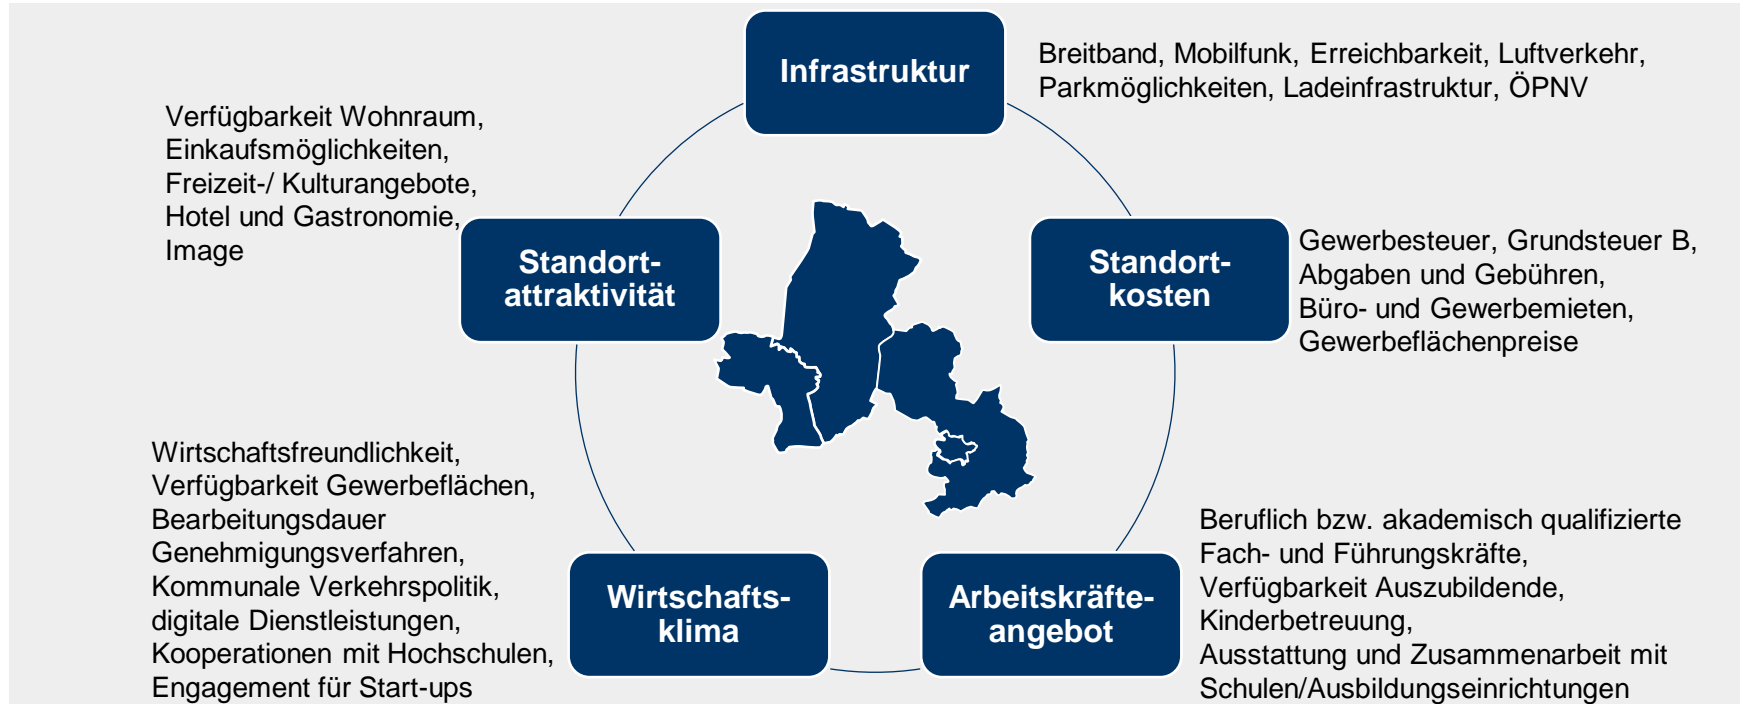 Infrastruktur
Breitband, Mobilfunk, Erreichbarkeit, Luftverkehr,
Parkmöglichkeiten, Ladeinfrastruktur, ÖPNV
Verfügbarkeit Wohnraum,
Einkaufsmöglichkeiten,
Freizeit-/ Kulturangebote,
Hotel und Gastronomie,
Image
Standort-
attraktivität
Standort-
kosten
Gewerbesteuer, Grundsteuer B,
Abgaben und Gebühren,
Büro- und Gewerbemieten,
Gewerbeflächenpreise
Wirtschaftsfreundlichkeit,
Verfügbarkeit Gewerbeflächen,
Bearbeitungsdauer
Genehmigungsverfahren,
Kommunale Verkehrspolitik,
digitale Dienstleistungen,
Kooperationen mit Hochschulen,
Engagement für Start-ups
Wirtschafts-
klima
Arbeitskräfte-
angebot
Beruflich bzw. akademisch qualifizierte
Fach- und Führungskräfte,
Verfügbarkeit Auszubildende,
Kinderbetreuung,
Ausstattung und Zusammenarbeit mit
Schulen/Ausbildungseinrichtungen